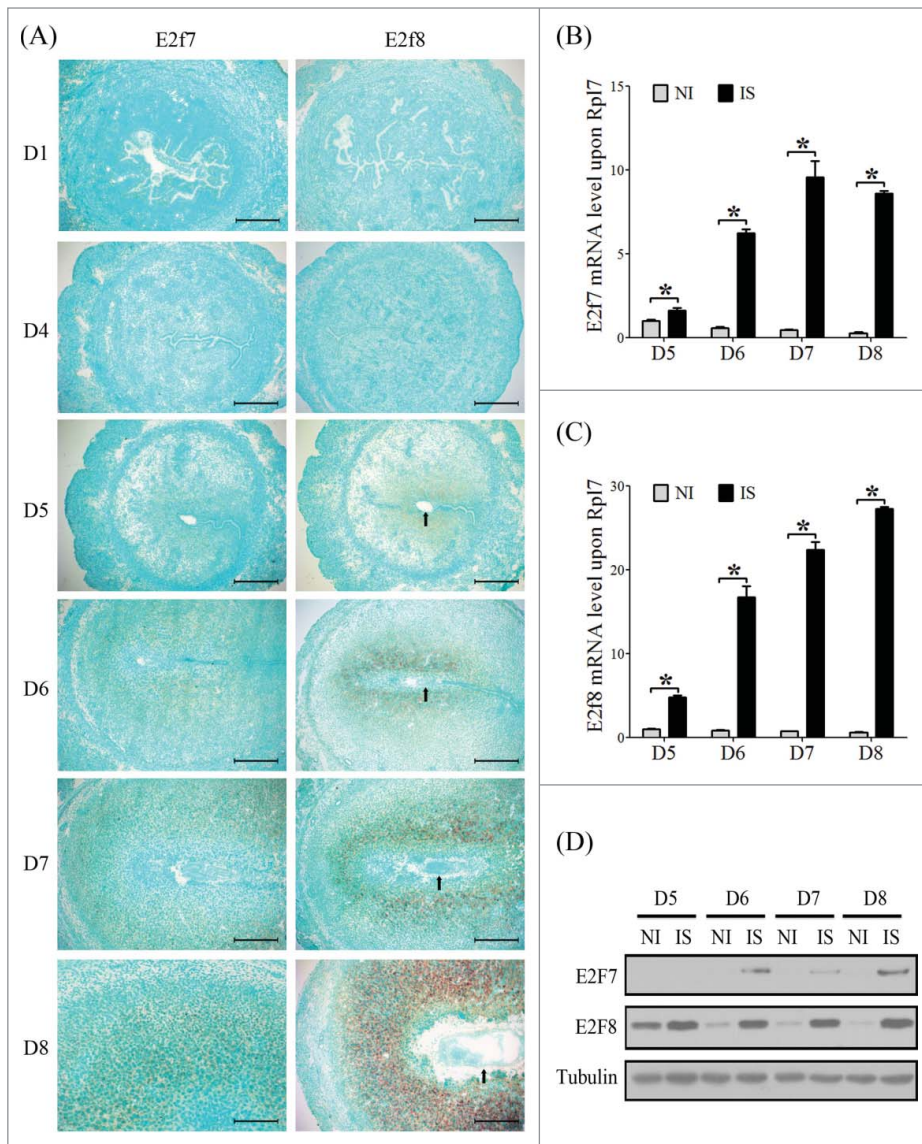 (A)
E2f7 E2f8
D1
D4
D5
D6
D7
D8
(B)
E2f7 mRNA level upon Rpl7
NI IS
15
10
5
0
* * * *
D5 D6 D7 D8
(C)
E2f8 mRNA level upon Rpl7
NI IS
30
20
10
0
* * * *
D5 D6 D7 D8
(D)
D5 D6 D7 D8
NI IS NI IS NI IS NI IS
E2F7
E2F8
Tubulin